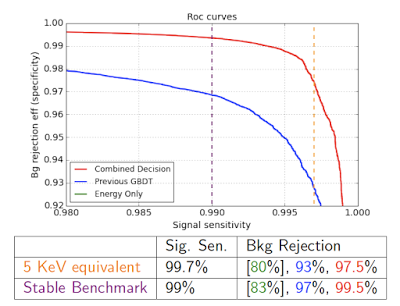 Roc curves
Bg rejection eff (specificity)
1.00
0.99
0.98
0.97
0.96
0.95
0.94
0.93
0.92
Combined Decision
Previous GBDT
Energy Only
0.980 0.985 0.990 0.995 1.000
Signal sensitivity
Sig. Sen. Bkg Rejection
5 KeV equivalent 99.7% [80%], 93%, 97.5%
Stable Benchmark 99% [83%], 97%, 99.5%